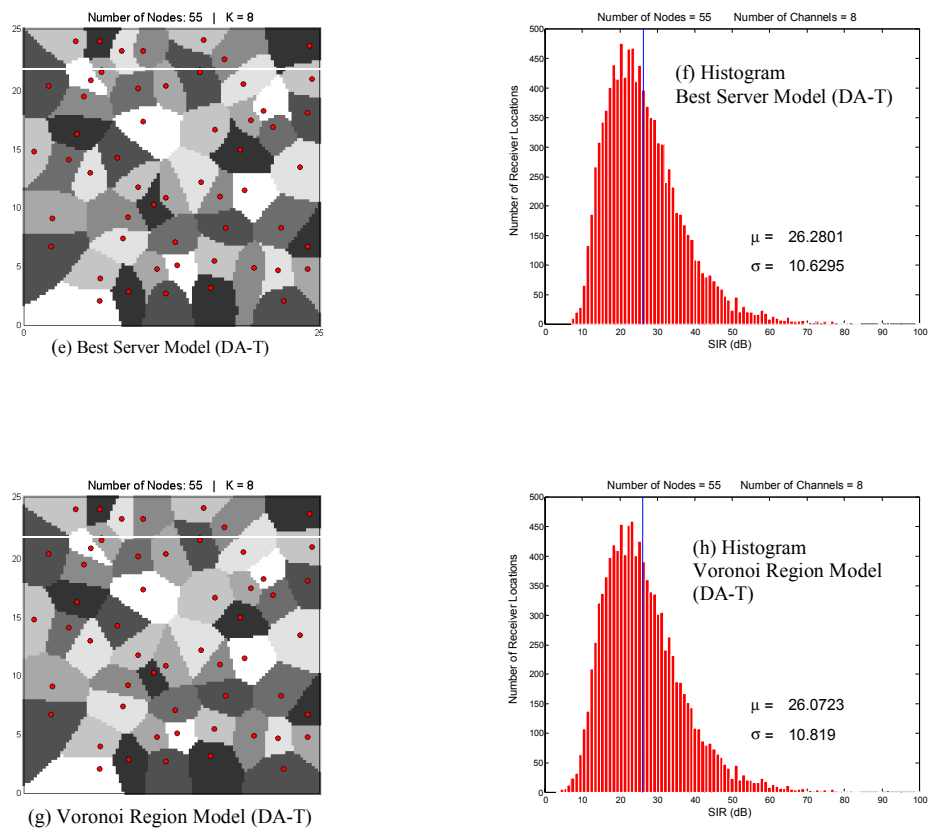 Number of Nodes: 55 | K = 8
25
20
15
10
5
0
0
25
(e) Best Server Model (DA-T)
Number of Nodes = 55 Number of Channels = 8
500
450
400
350
300
250
200
150
100
50
0
Number of Receiver Locations
(f) Histogram
Best Server Model (DA-T)
μ = 26.2801
σ = 10.6295
0 10 20 30 40 50 60 70 80 90 100
SIR (dB)
Number of Nodes: 55 | K = 8
25
20
15
10
5
0
0
25
(g) Voronoi Region Model (DA-T)
Number of Nodes = 55 Number of Channels = 8
500
450
400
350
300
250
200
150
100
50
0
Number of Receiver Locations
(h) Histogram
Voronoi Region Model
(DA-T)
μ = 26.0723
σ = 10.819
0 10 20 30 40 50 60 70 80 90 100
SIR (dB)